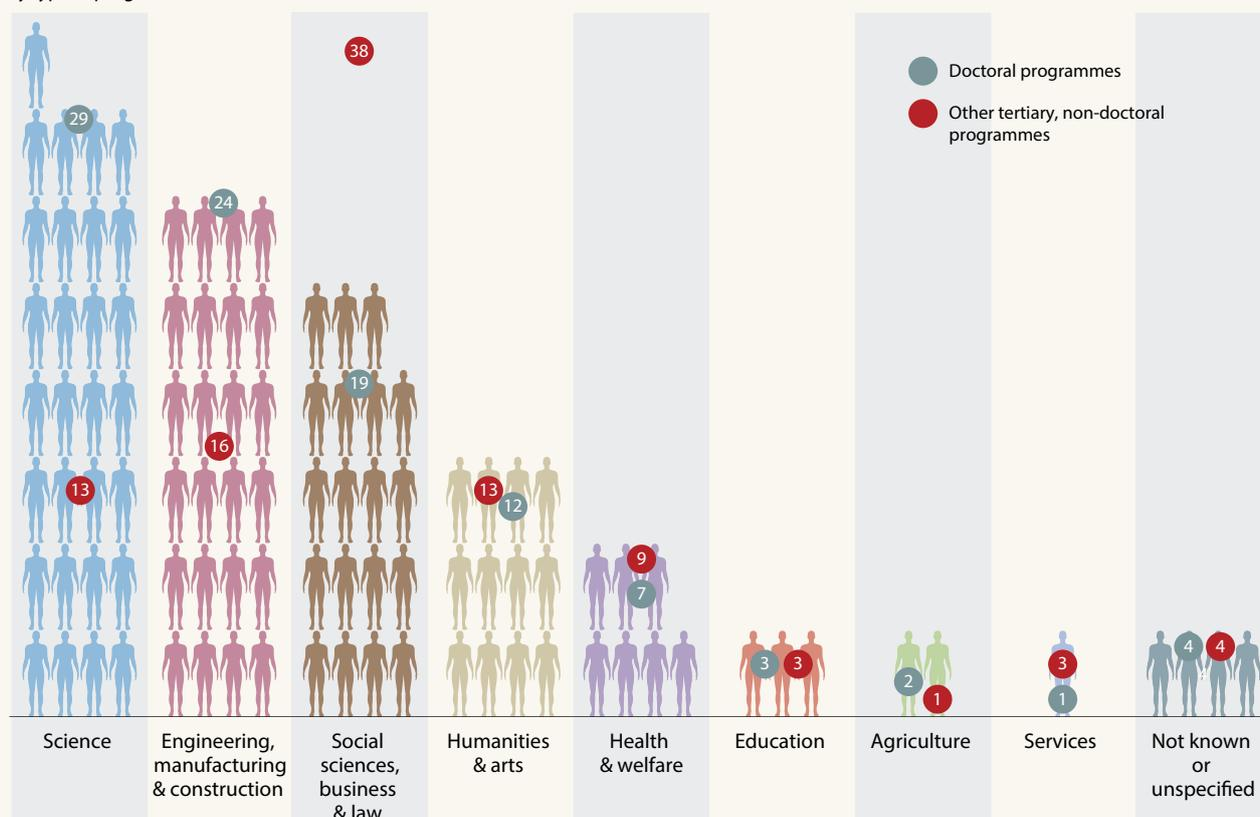 38
Doctoral programmes
Other tertiary, non-doctoral
programmes
29
24
19
16
13
13
12
9
7
3
3
2
1
3
1
4
4
Science
Engineering,
manufacturing
& construction
Social
sciences,
business
& law
Humanities
& arts
Health
& welfare
Education
Agriculture
Services
Not known
or
unspecified